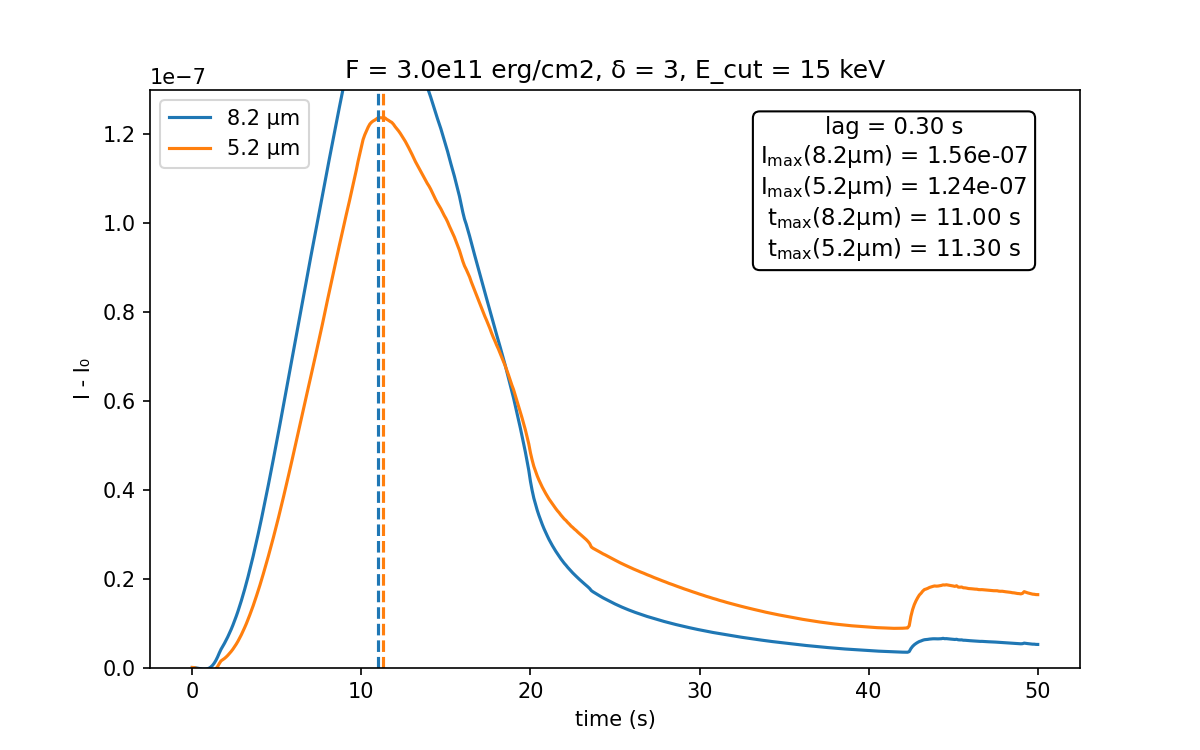 F = 3.0e11 erg/cm2, δ = 3, E_cut = 15 keV
1e−7
8.2 μm
5.2 μm
lag = 0.30 s
Imax(8.2μm) = 1.56e-07
Imax(5.2μm) = 1.24e-07
tmax(8.2μm) = 11.00 s
tmax(5.2μm) = 11.30 s
1.2
1.0
0.8
0.6
0.4
0.2
0.0
I - I₀
0 10 20 30 40 50
time (s)